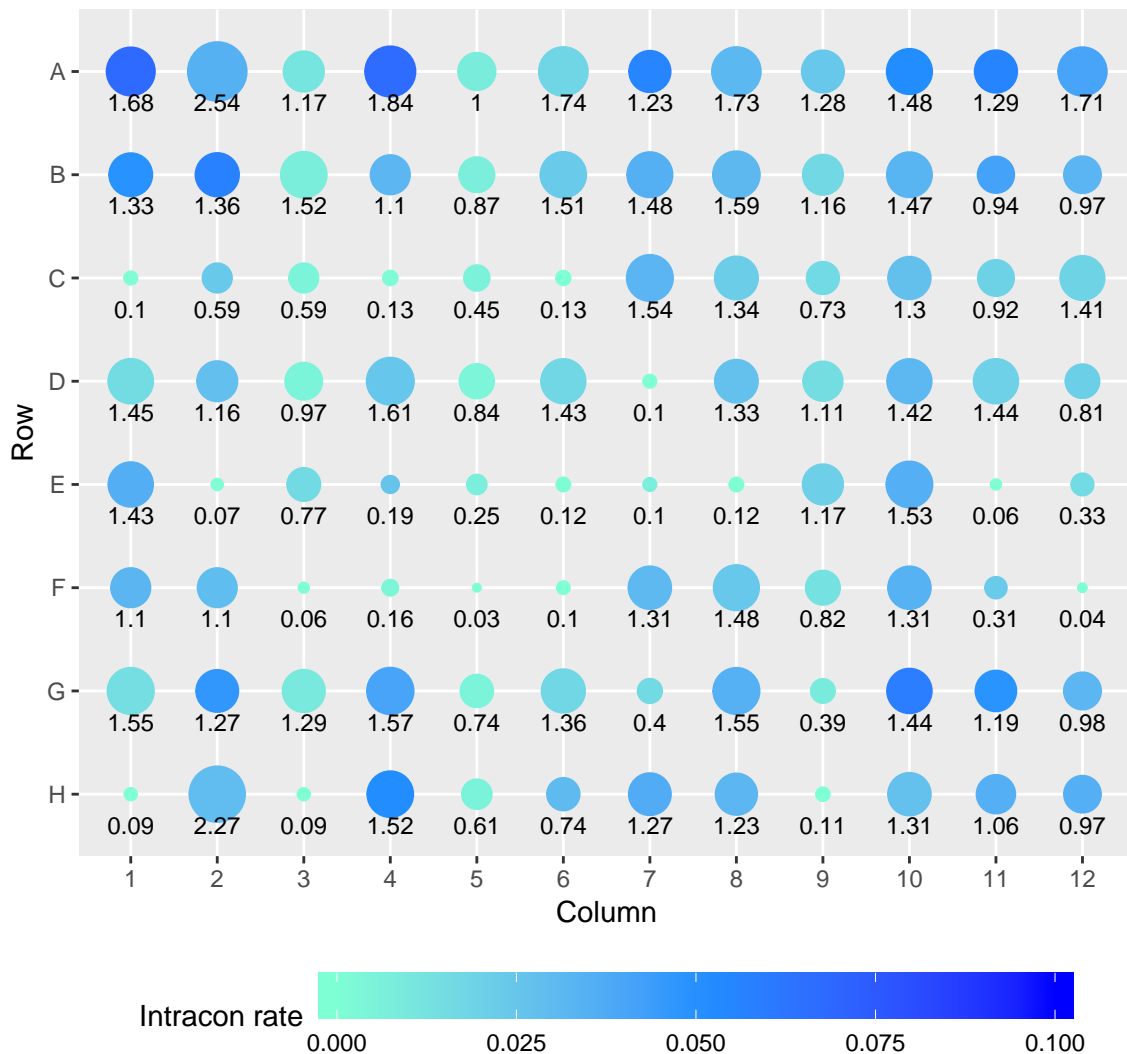 A
1.68 2.54 1.17 1.84 1 1.74 1.23 1.73 1.28 1.48 1.29 1.71
B
1.33 1.36 1.52 1.1 0.87 1.51 1.48 1.59 1.16 1.47 0.94 0.97
C
0.1 0.59 0.59 0.13 0.45 0.13 1.54 1.34 0.73 1.3 0.92 1.41
D
1.45 1.16 0.97 1.61 0.84 1.43 0.1 1.33 1.11 1.42 1.44 0.81
Row
E
1.43 0.07 0.77 0.19 0.25 0.12 0.1 0.12 1.17 1.53 0.06 0.33
F
1.1 1.1 0.06 0.16 0.03 0.1 1.31 1.48 0.82 1.31 0.31 0.04
G
1.55 1.27 1.29 1.57 0.74 1.36 0.4 1.55 0.39 1.44 1.19 0.98
H
0.09 2.27 0.09 1.52 0.61 0.74 1.27 1.23 0.11 1.31 1.06 0.97
1 2 3 4 5 6 7 8 9 10 11 12
Column
Intracon rate
0.000 0.025 0.050 0.075 0.100